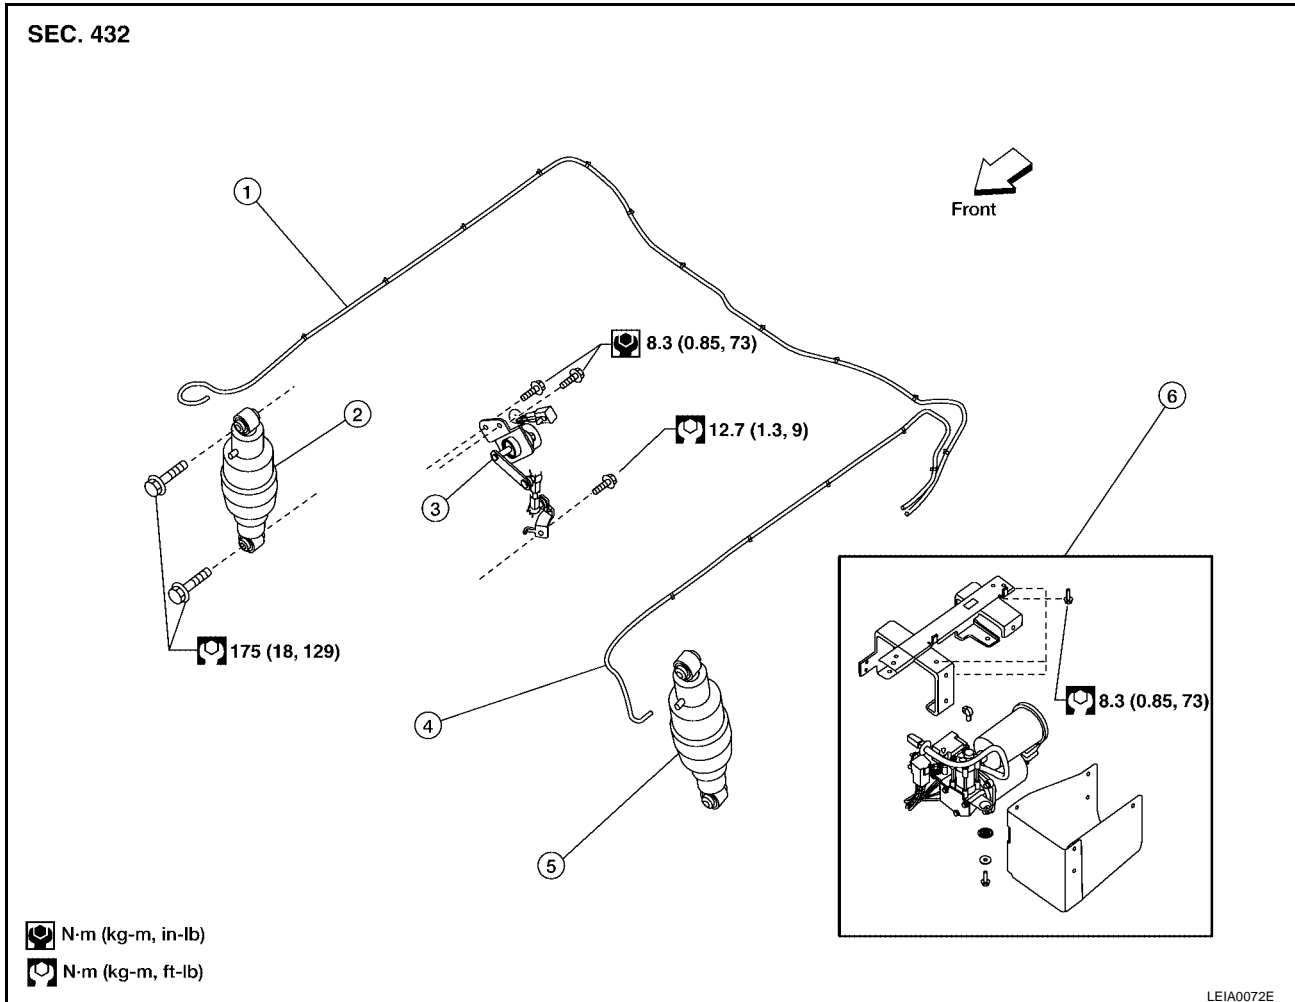 SEC. 432
1
Front
8.3 (0.85, 73)
2
6
12.7 (1.3, 9)
3
175 (18, 129)
8.3 (0.85, 73)
4
5
N·m (kg-m, in-lb)
N·m (kg-m, ft-lb)
LEIA0072E